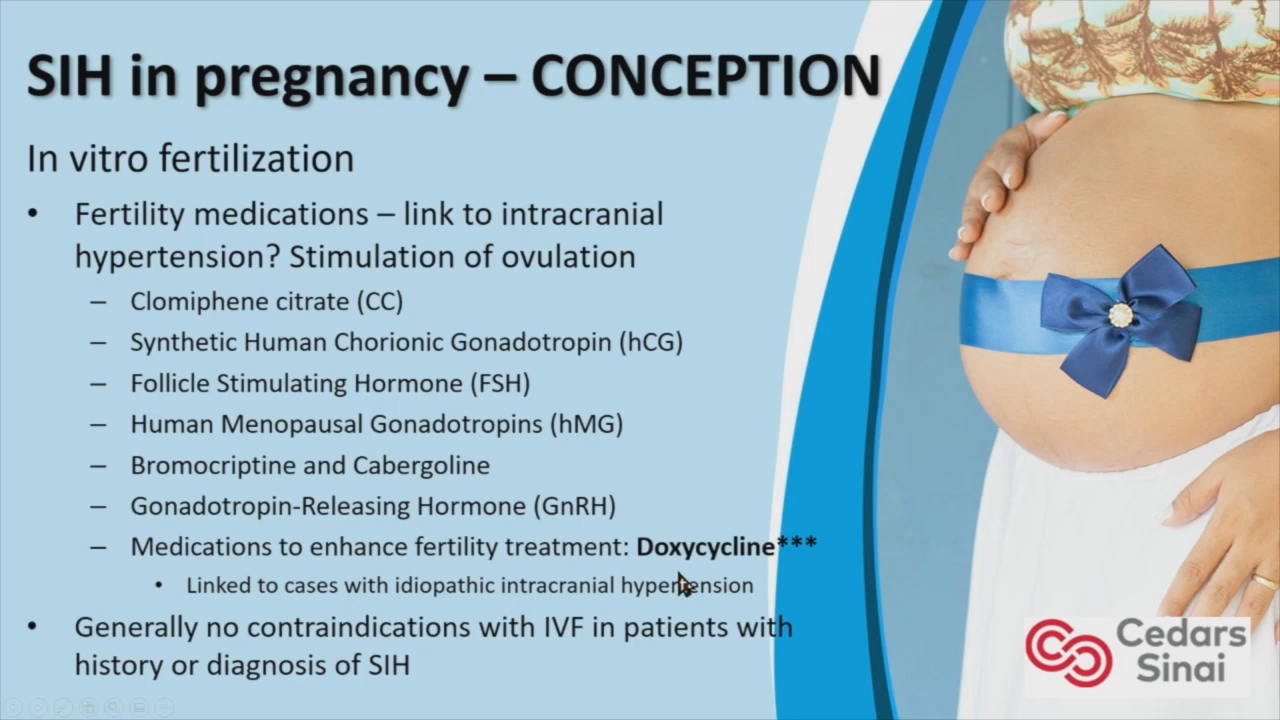 SIH in pregnancy – CONCEPTION
In vitro fertilization
• Fertility medications – link to intracranial
hypertension? Stimulation of ovulation
– Clomiphene citrate (CC)
– Synthetic Human Chorionic Gonadotropin (hCG)
– Follicle Stimulating Hormone (FSH)
– Human Menopausal Gonadotropins (hMG)
– Bromocriptine and Cabergoline
– Gonadotropin-Releasing Hormone (GnRH)
– Medications to enhance fertility treatment: Doxycycline***
• Linked to cases with idiopathic intracranial hypertension
• Generally no contraindications with IVF in patients with
history or diagnosis of SIH
Cedars
Sinai